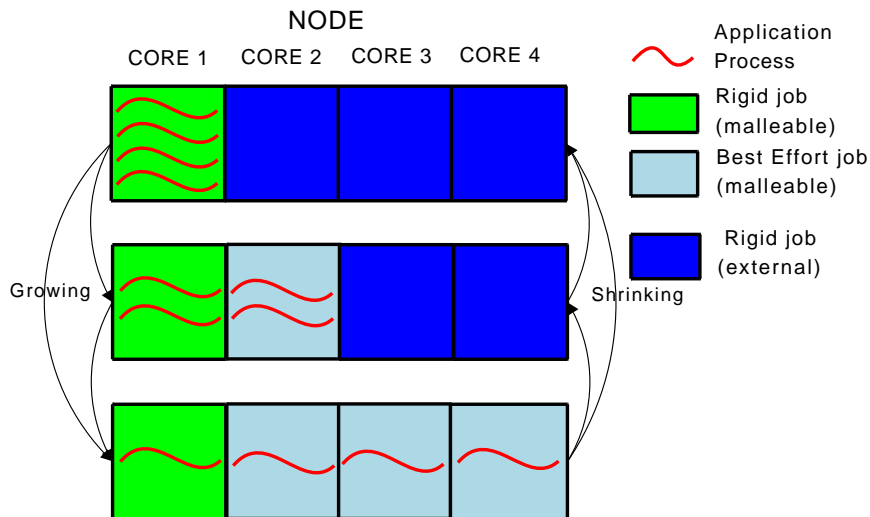 NODE
CORE 1 CORE 2 CORE 3 CORE 4
Application
Process
Rigid job
(malleable)
Best Effort job
(malleable)
Rigid job
(external)
Growing
Shrinking